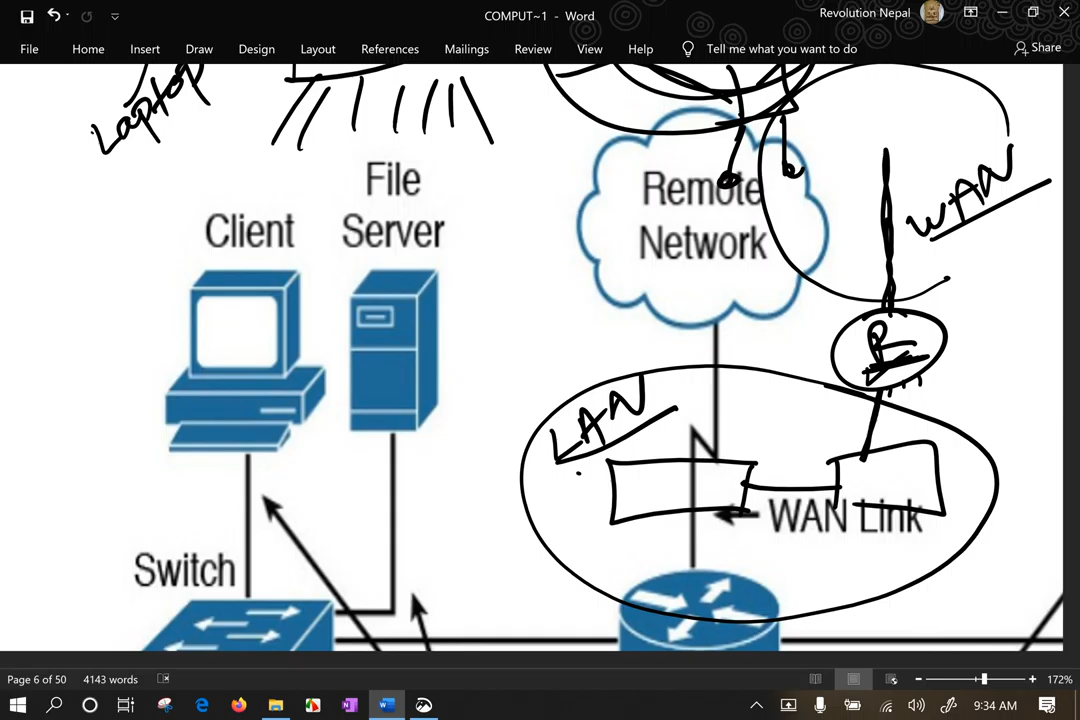 COMPUT~1 - Word
Revolution Nepal
File Home Insert Draw Design Layout References Mailings Review View Help Tell me what you want to do Share
Laptop
File
Client Server
Remote
Network
WAN
R
LAN
WAN Link
Switch
Page 6 of 50 4143 words 172%
9:34 AM